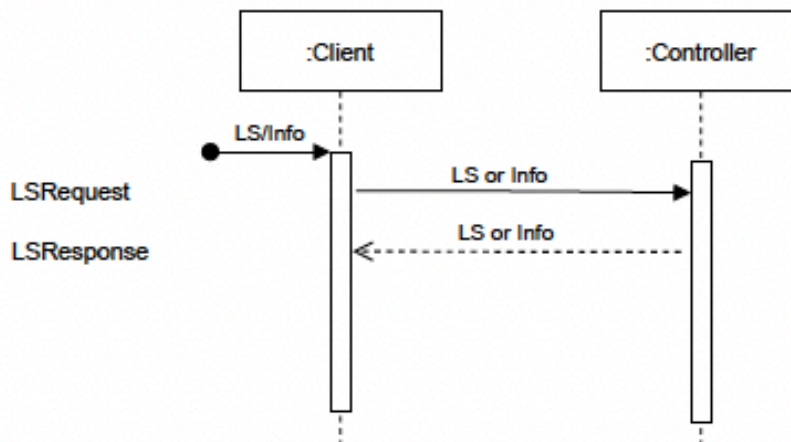 :Client
:Controller
LS/Info
LSRequest
LS or Info
LSResponse
LS or Info